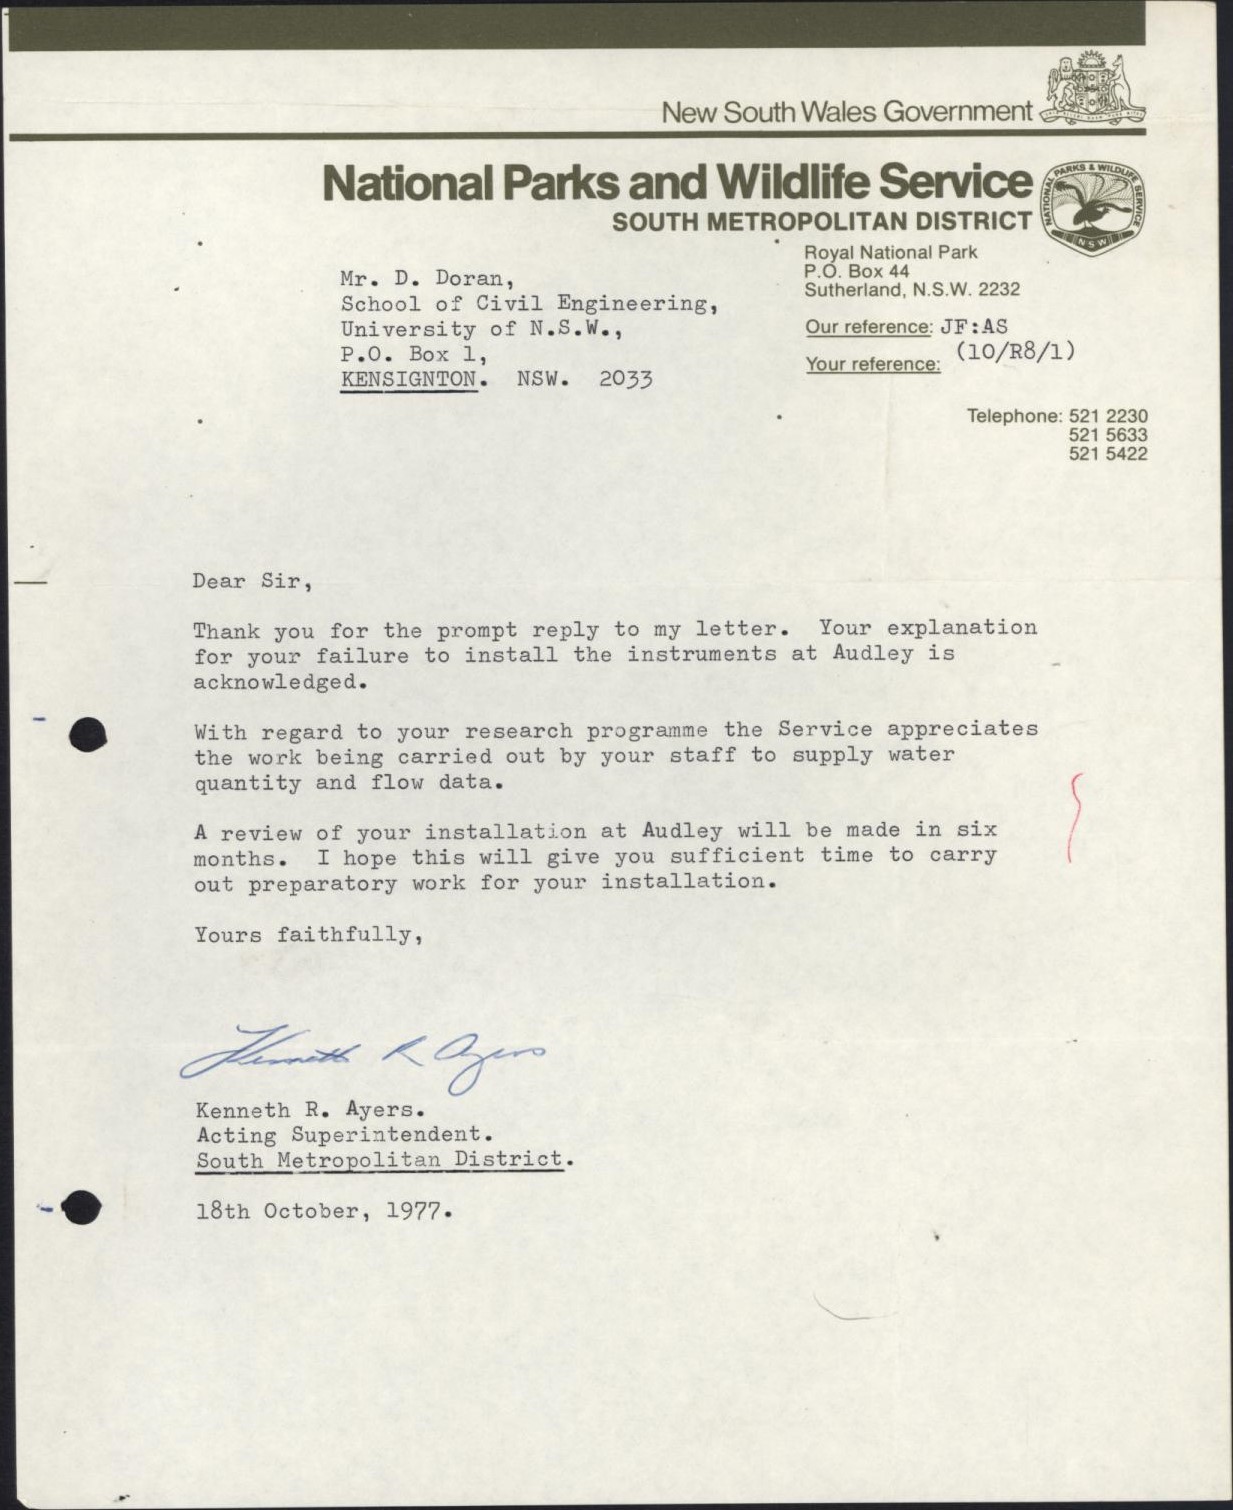 New South Wales Government
National Parks and Wildlife Service
SOUTH METROPOLITAN DISTRICT
NATIONAL PARKS & WILDLIFE SERVICE
NSW
Royal National Park
P.O. Box 44
Sutherland, N.S.W. 2232
Our reference: JF:AS
(10/R8/1)
Your reference:
Telephone: 521 2230
521 5633
521 5422
Mr. D. Doran,
School of Civil Engineering,
University of N.S.W.,
P.O. Box 1,
KENSIGNTON. NSW. 2033
Dear Sir,
Thank you for the prompt reply to my letter. Your explanation
for your failure to install the instruments at Audley is
acknowledged.
With regard to your research programme the Service appreciates
the work being carried out by your staff to supply water
quantity and flow data.
A review of your installation at Audley will be made in six
months. I hope this will give you sufficient time to carry
out preparatory work for your installation.
Yours faithfully,
Kenneth R Ayers
Kenneth R. Ayers.
Acting Superintendent.
South Metropolitan District.
18th October, 1977.